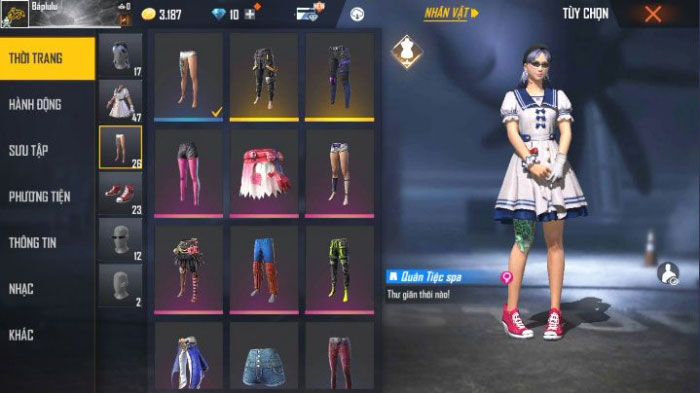 Báplulu
0
3.187
10
NHÂN VẬT
TÙY CHỌN
THỜI TRANG
HÀNH ĐỘNG
SƯU TẬP
PHƯƠNG TIỆN
THÔNG TIN
NHẠC
KHÁC
17
47
26
23
12
2
Quần Tiệc spa
Thư giãn thôi nào!